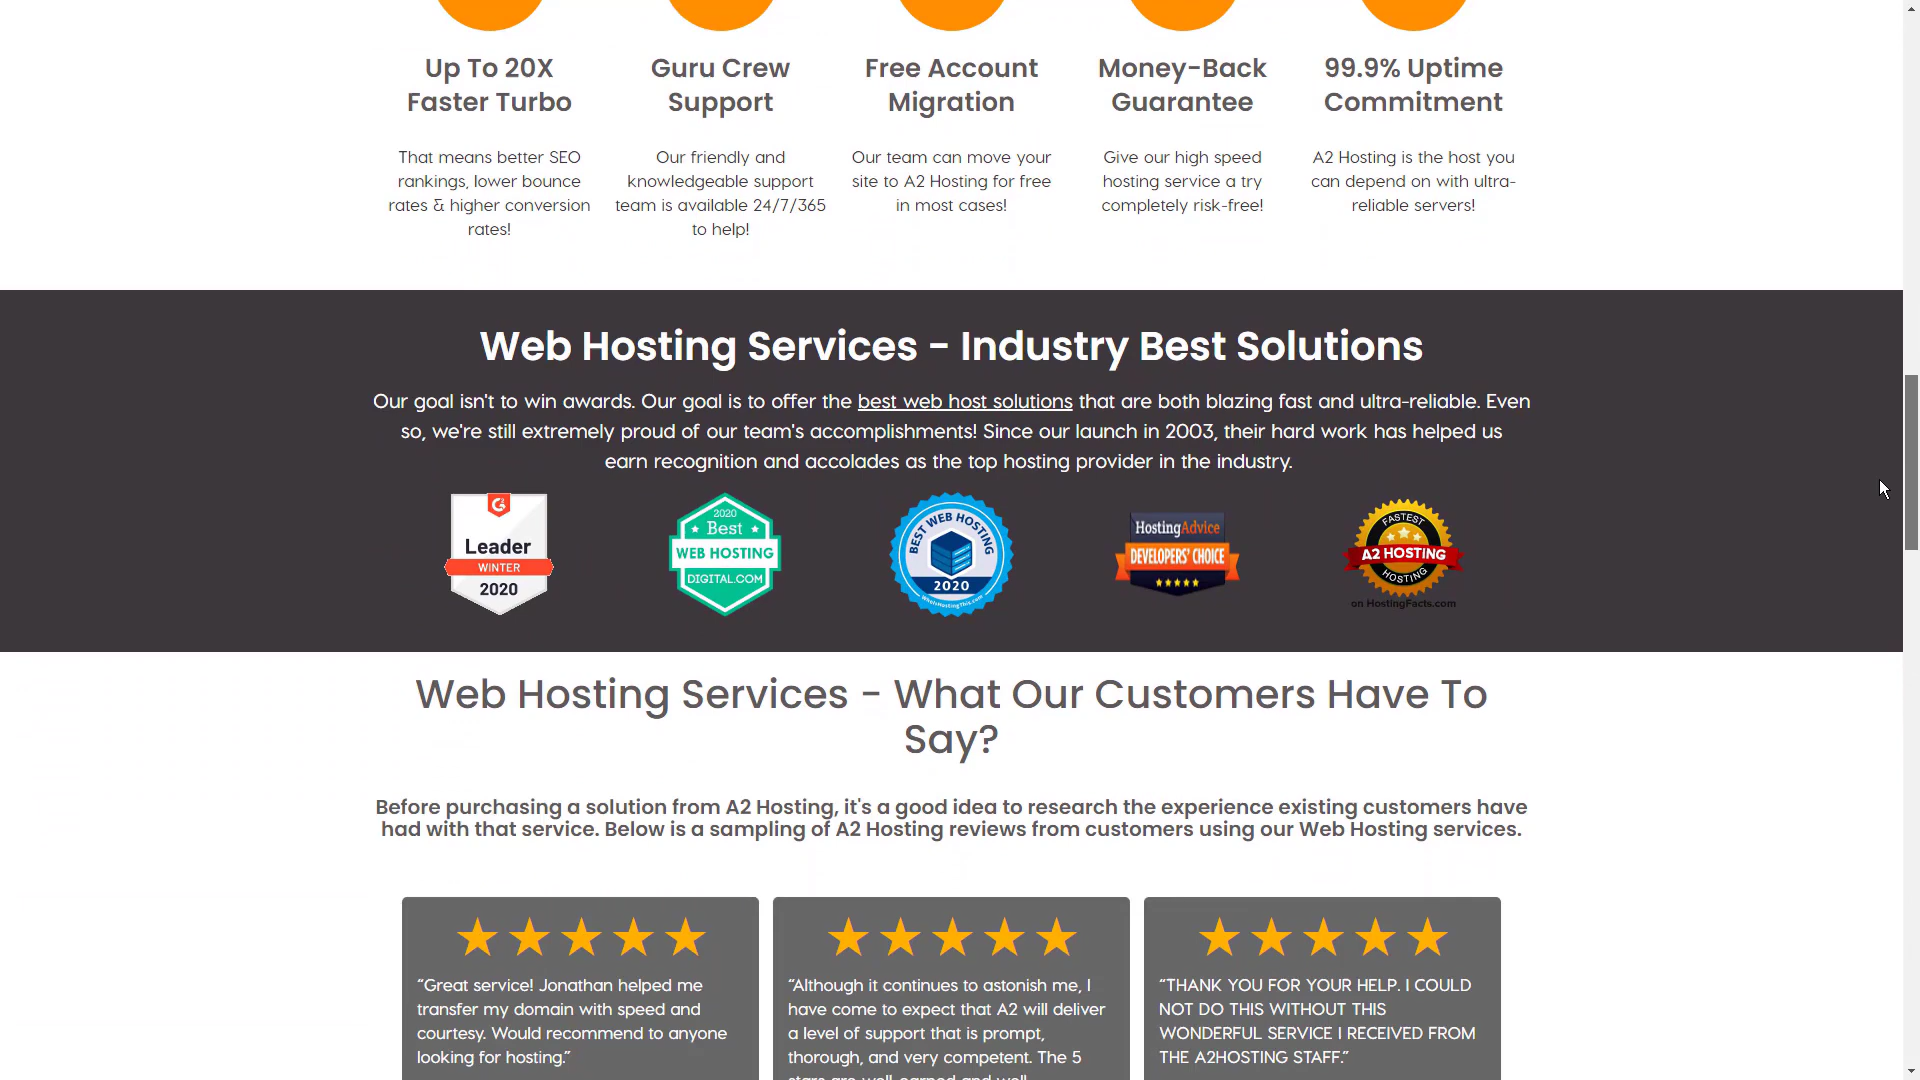 Up To 20X
Faster Turbo
That means better SEO
rankings, lower bounce
rates & higher conversion
rates!
Guru Crew
Support
Our friendly and
knowledgeable support
team is available 24/7/365
to help!
Free Account
Migration
Our team can move your
site to A2 Hosting for free
in most cases!
Money-Back
Guarantee
Give our high speed
hosting service a try
completely risk-free!
99.9% Uptime
Commitment
A2 Hosting is the host you
can depend on with ultra-
reliable servers!
Web Hosting Services - Industry Best Solutions
Our goal isn't to win awards. Our goal is to offer the best web host solutions that are both blazing fast and ultra-reliable. Even
so, we're still extremely proud of our team's accomplishments! Since our launch in 2003, their hard work has helped us
earn recognition and accolades as the top hosting provider in the industry.
G
Leader
WINTER
2020
2020
Best
WEB HOSTING
DIGITAL.COM
BEST WEB HOSTING
2020
WhoIsHostingThis.com
HostingAdvice
DEVELOPERS' CHOICE
FASTEST
A2 HOSTING
HOSTING
on HostingFacts.com
Web Hosting Services - What Our Customers Have To
Say?
Before purchasing a solution from A2 Hosting, it's a good idea to research the experience existing customers have
had with that service. Below is a sampling of A2 Hosting reviews from customers using our Web Hosting services.
“Great service! Jonathan helped me
transfer my domain with speed and
courtesy. Would recommend to anyone
looking for hosting.”
“Although it continues to astonish me, I
have come to expect that A2 will deliver
a level of support that is prompt,
thorough, and very competent. The 5
stars are well-earned and well-
“THANK YOU FOR YOUR HELP. I COULD
NOT DO THIS WITHOUT THIS
WONDERFUL SERVICE I RECEIVED FROM
THE A2HOSTING STAFF.”